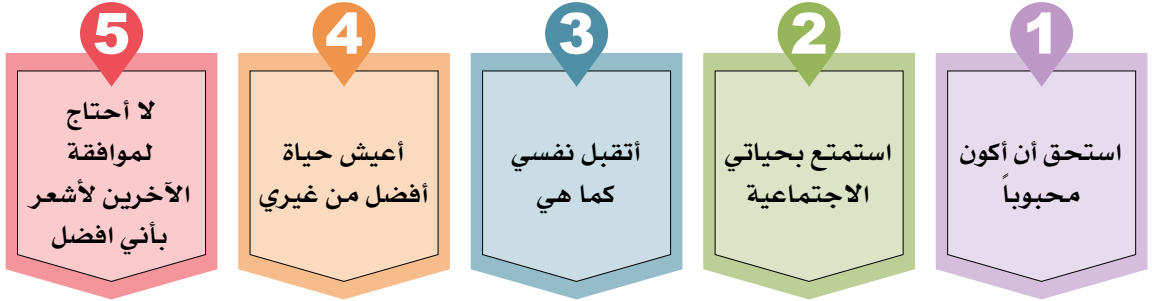 1
استحق أن أكون
محبوباً
2
استمتع بحياتي
الاجتماعية
3
أتقبل نفسي
كما هي
4
أعيش حياة
أفضل من غيري
5
لا أحتاج
لموافقة
الآخرين لأشعر
بأني افضل